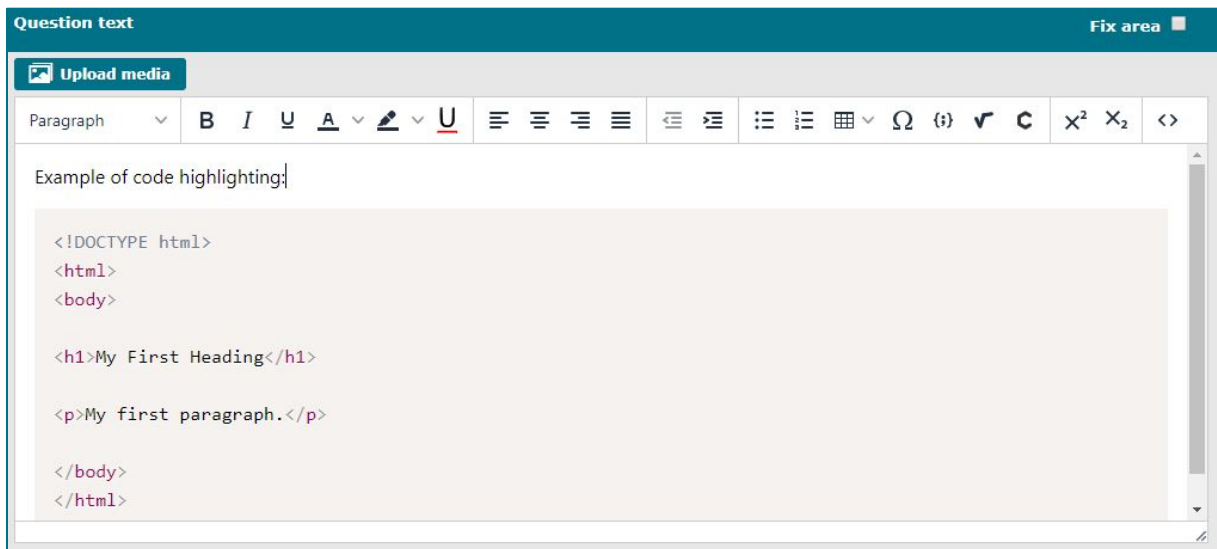 Question text
Fix area
Upload media
Paragraph B I U A U Ω {;} √ C X² X₂ <>
Example of code highlighting:
<!DOCTYPE html>
<html>
<body>
<h1>My First Heading</h1>
<p>My first paragraph.</p>
</body>
</html>